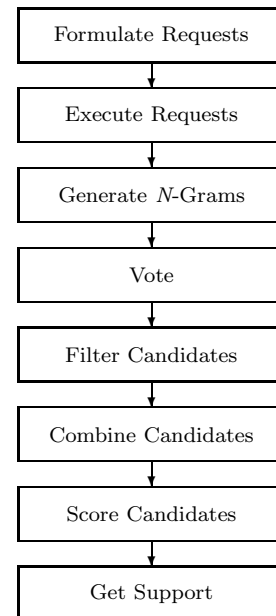 Formulate Requests
Execute Requests
Generate N-Grams
Vote
Filter Candidates
Combine Candidates
Score Candidates
Get Support